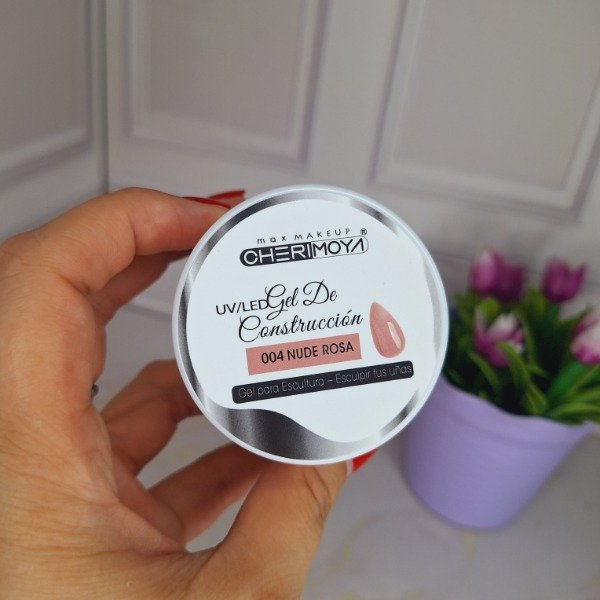 max MAKEUP
CHERIMOYA®
UV/LED Gel De
Construcción
004 NUDE ROSA
Gel para Escultura – Esculpir tus uñas